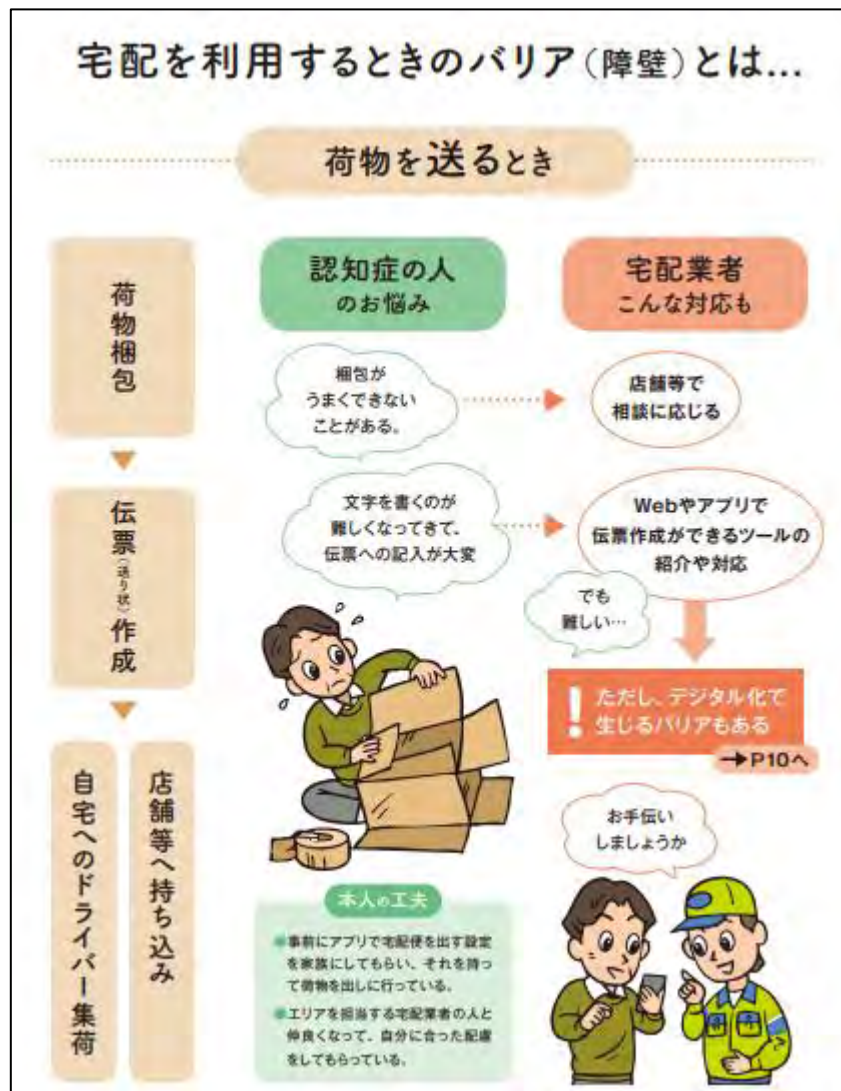 宅配を利用するときのバリア(障壁)とは...
荷物を送るとき
荷物梱包
伝票(送り状)作成
自宅へのドライバー集荷
店舗等へ持ち込み
認知症の人
のお悩み
宅配業者
こんな対応も
梱包が
うまくできない
ことがある。
店舗等で
相談に応じる
文字を書くのが
難しくなってきて、
伝票への記入が大変
Webやアプリで
伝票作成ができるツールの
紹介や対応
でも
難しい…
! ただし、デジタル化で
生じるバリアもある
→P10へ
お手伝い
しましょうか
本人の工夫
●事前にアプリで宅配便を出す設定
を家族にしてもらい、それを持っ
て荷物を出しに行っている。
●エリアを担当する宅配業者の人と
仲良くなって、自分に合った配慮
をしてもらっている。